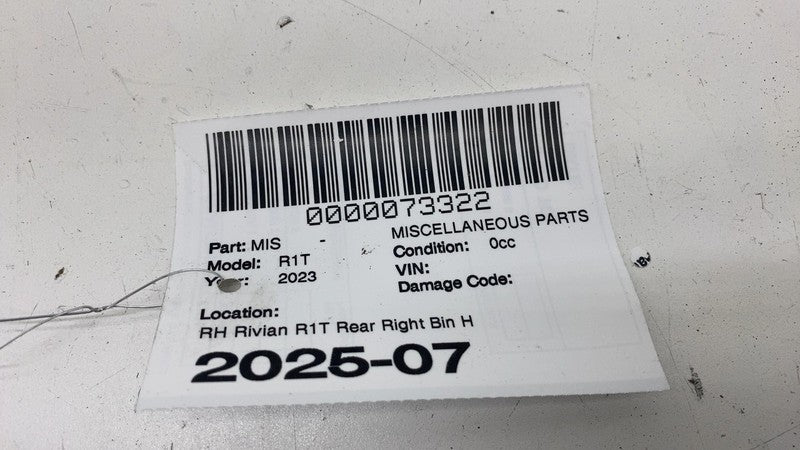 0000073322
MISCELLANEOUS PARTS
Part: MIS -
Condition: 0cc
Model: R1T
VIN:
Year: 2023
Damage Code:
Location:
RH Rivian R1T Rear Right Bin H
2025-07